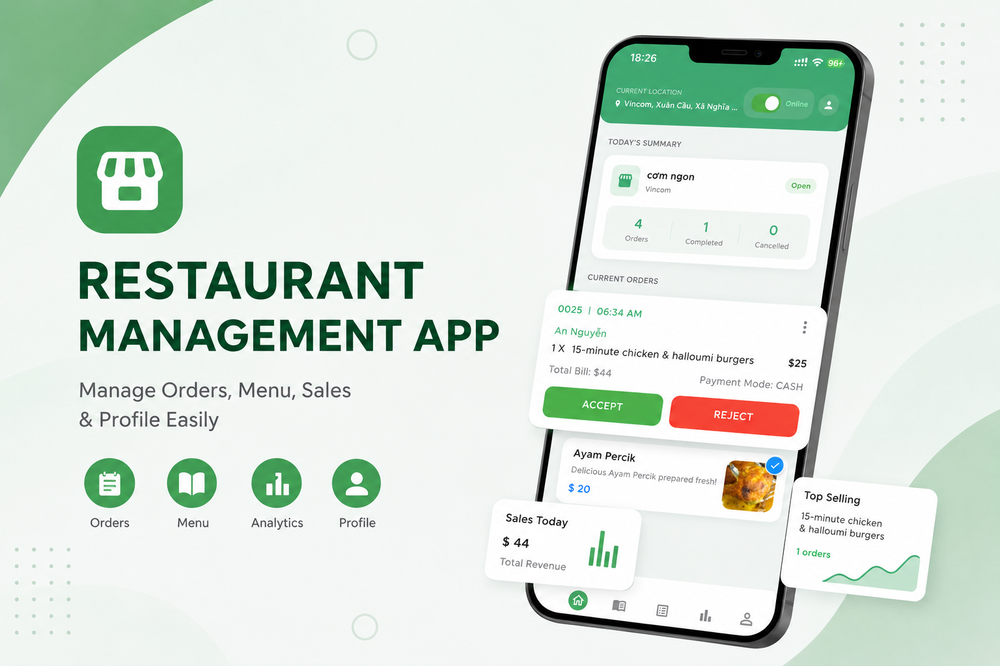 RESTAURANT
MANAGEMENT APP
Manage Orders, Menu, Sales
& Profile Easily
Orders
Menu
Analytics
Profile
18:26
96
CURRENT LOCATION
Vincom, Xuân Cầu, Xã Nghĩa ...
Online
TODAY'S SUMMARY
cơm ngon
Vincom
Open
4
Orders
1
Completed
0
Cancelled
CURRENT ORDERS
0025 | 06:34 AM
An Nguyễn
1 X 15-minute chicken & halloumi burgers $25
Total Bill: $44
Payment Mode: CASH
ACCEPT
REJECT
Ayam Percik
Delicious Ayam Percik prepared fresh!
$ 20
Sales Today
$ 44
Total Revenue
Top Selling
15-minute chicken
& halloumi burgers
1 orders